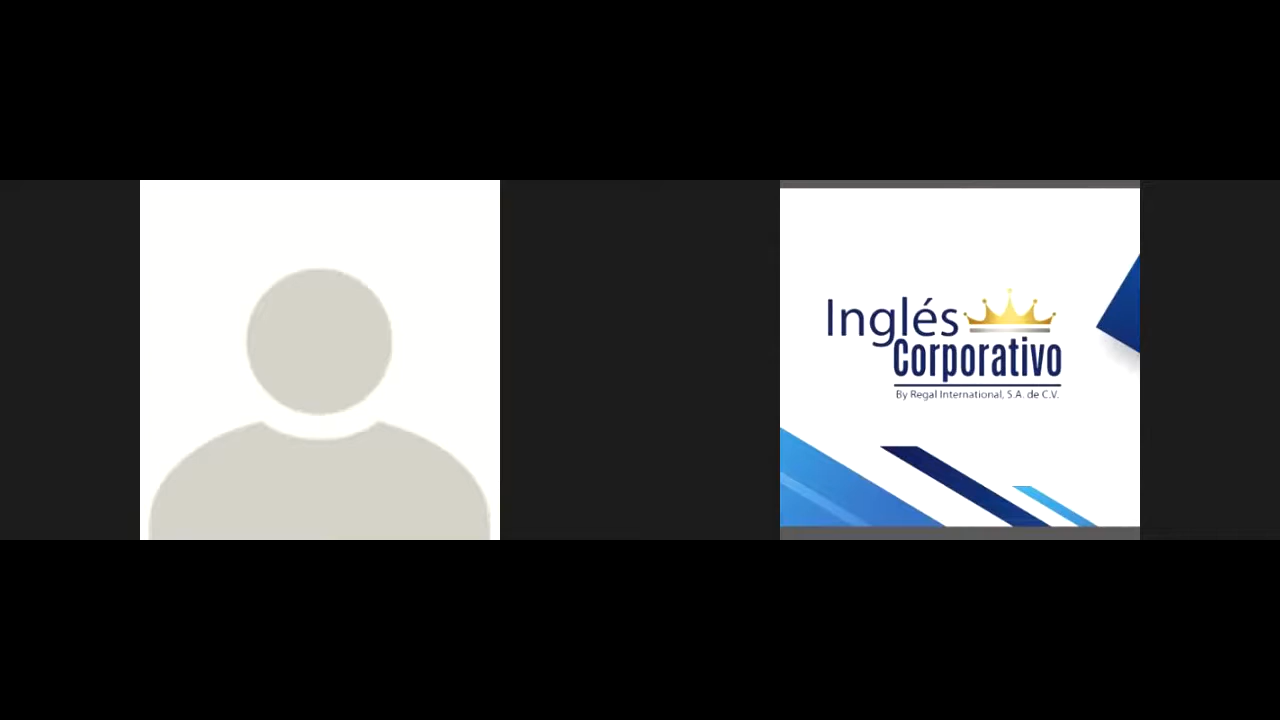 Inglés
Corporativo
By Regal International, S.A. de C.V.